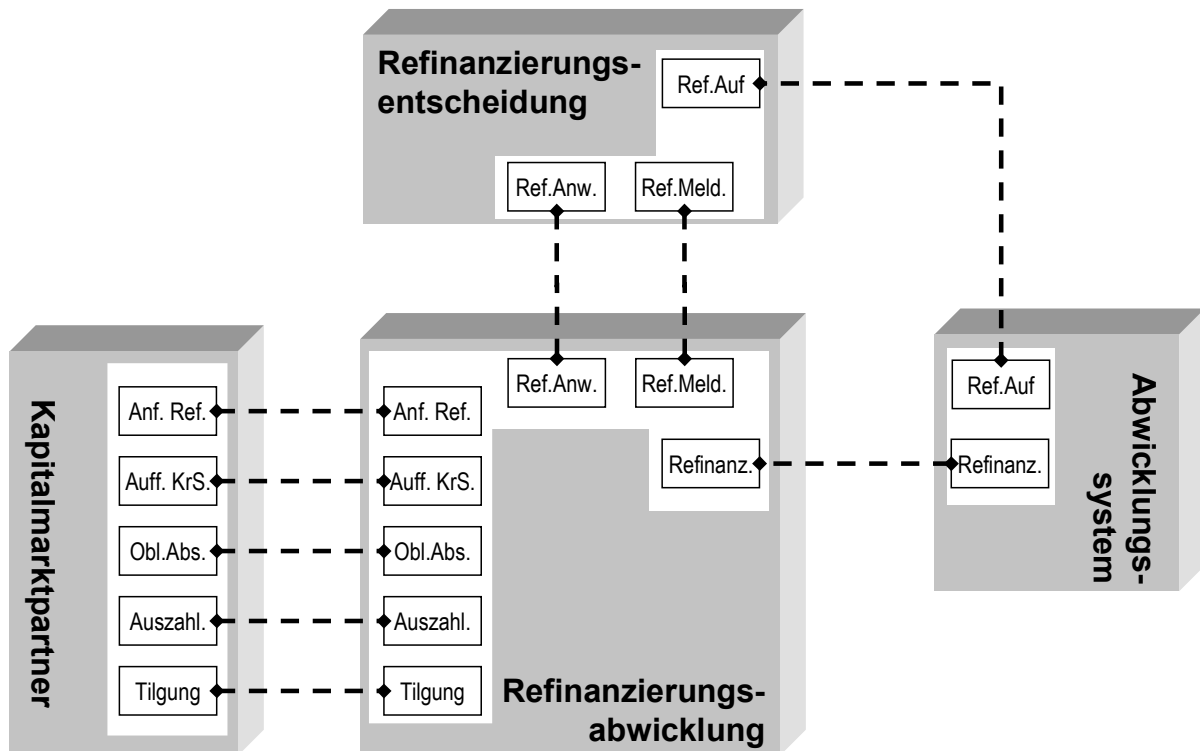 Refinanzierungs-
entscheidung
Ref.Auf
Ref.Anw.
Ref.Meld.
Kapitalmarktpartner
Anf. Ref.
Auff. KrS.
Obl.Abs.
Auszahl.
Tilgung
Ref.Anw.
Ref.Meld.
Anf. Ref.
Auff. KrS.
Obl.Abs.
Auszahl.
Tilgung
Refinanz.
Refinanzierungs-
abwicklung
Ref.Auf
Refinanz.
Abwicklungs-
system